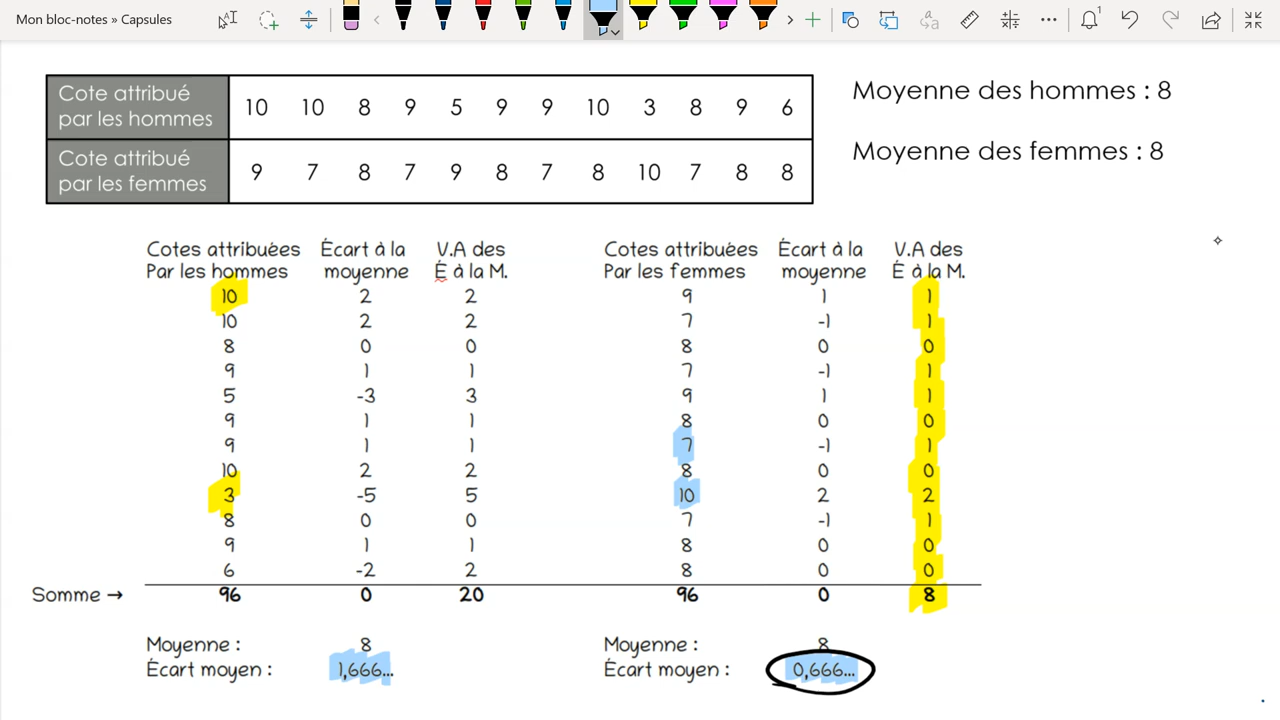 Mon bloc-notes » Capsules
Cote attribué par les hommes 10 10 8 9 5 9 9 10 3 8 9 6
Cote attribué par les femmes 9 7 8 7 9 8 7 8 10 7 8 8
Moyenne des hommes : 8
Moyenne des femmes : 8
Cotes attribuées Écart à la V.A des Cotes attribuées Écart à la V.A des
Par les hommes moyenne É à la M. Par les femmes moyenne É à la M.
10 2 2 9 1 1
10 2 2 7 -1 1
8 0 0 8 0 0
9 1 1 7 -1 1
5 -3 3 9 1 1
9 1 1 8 0 0
9 1 1 7 -1 1
10 2 2 8 0 0
3 -5 5 10 2 2
8 0 0 7 -1 1
9 1 1 8 0 0
6 -2 2 8 0 0
Somme → 96 0 20 96 0 8
Moyenne : 8 Moyenne : 8
Écart moyen : 1,666... Écart moyen : 0,666...